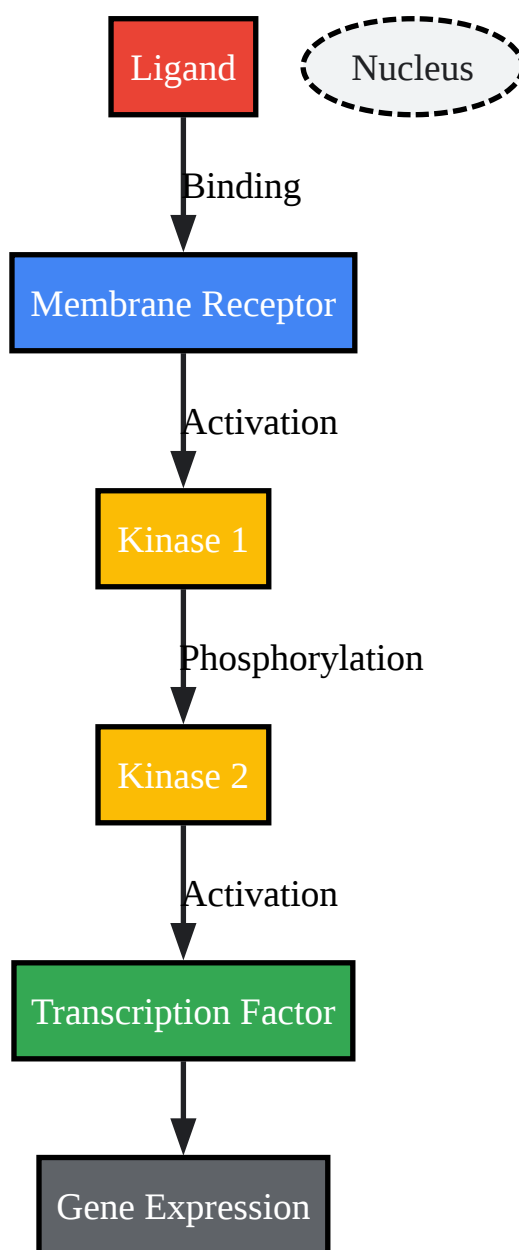 Ligand
Nucleus
Binding
Membrane Receptor
Activation
Kinase 1
Phosphorylation
Kinase 2
Activation
Transcription Factor
Gene Expression